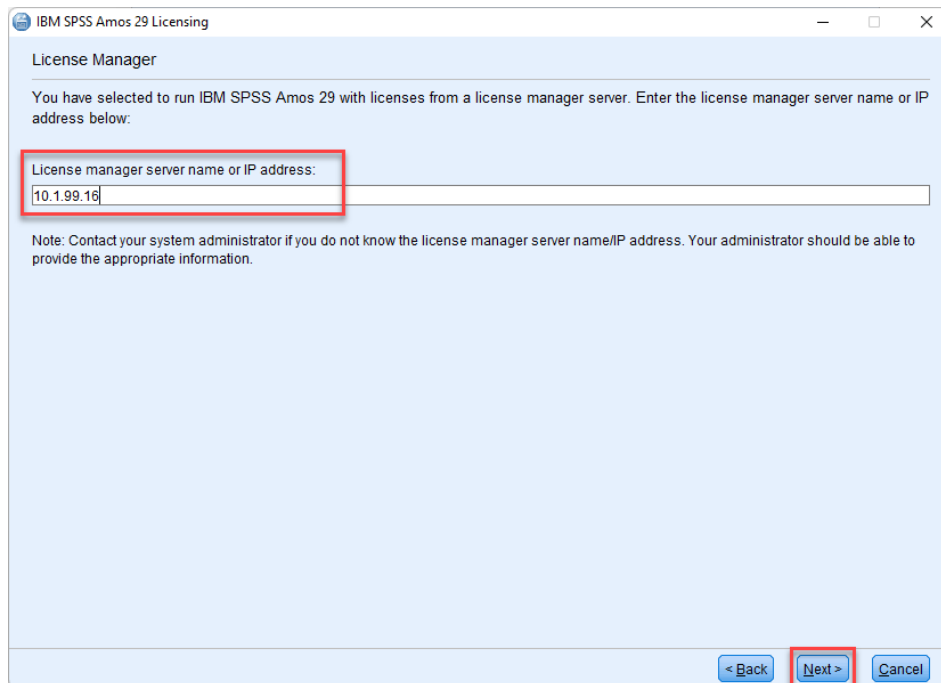 IBM SPSS Amos 29 Licensing
License Manager
You have selected to run IBM SPSS Amos 29 with licenses from a license manager server. Enter the license manager server name or IP
address below:
License manager server name or IP address:
10.1.99.16
Note: Contact your system administrator if you do not know the license manager server name/IP address. Your administrator should be able to
provide the appropriate information.
< Back Next > Cancel